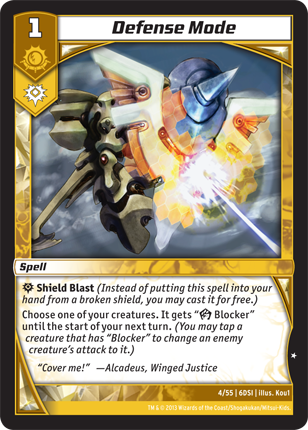 1
Defense Mode
Spell
Shield Blast (Instead of putting this spell into your
hand from a broken shield, you may cast it for free.)
Choose one of your creatures. It gets “Blocker”
until the start of your next turn. (You may tap a
creature that has “Blocker” to change an enemy
creature’s attack to it.)
“Cover me!” —Alcadeus, Winged Justice
4/55 | 6DSI | illus. Kou1
TM & © 2013 Wizards of the Coast/Shogakukan/Mitsui-Kids